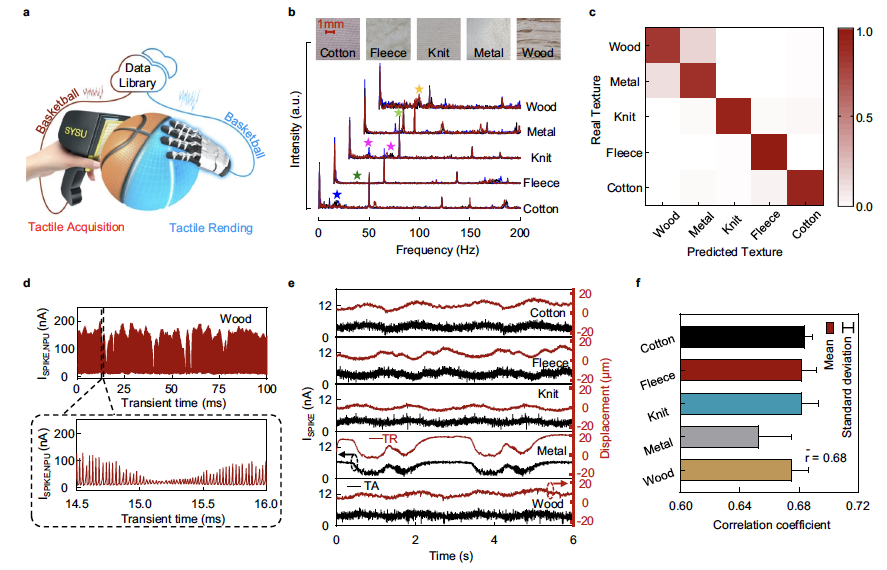 a
Data
Library
Basketball
Basketball
SYSU
Tactile Acquisition
Tactile Rending
b
1mm
Cotton
Fleece
Knit
Metal
Wood
Intensity (a.u.)
Wood
Metal
Knit
Fleece
Cotton
0
50
100
150
200
Frequency (Hz)
c
Real Texture
Wood
Metal
Knit
Fleece
Cotton
Wood
Metal
Knit
Fleece
Cotton
Predicted Texture
1.0
0.5
0.0
d
I_SPIKE,NPU (nA)
200
100
0
Wood
0
25
50
75
100
Transient time (ms)
I_SPIKE,NPU (nA)
200
100
0
14.5
15.0
15.5
16.0
Transient time (ms)
e
I_SPIKE (nA)
12
0
12
0
12
0
12
0
12
0
Cotton
Fleece
Knit
TR
Metal
TA
Wood
20
0
-20
20
0
-20
20
0
-20
20
0
-20
20
0
-20
Displacement (μm)
0
2
4
6
Time (s)
f
Cotton
Fleece
Knit
Metal
Wood
Mean
Standard deviation
r̄ = 0.68
0.60
0.64
0.68
0.72
Correlation coefficient